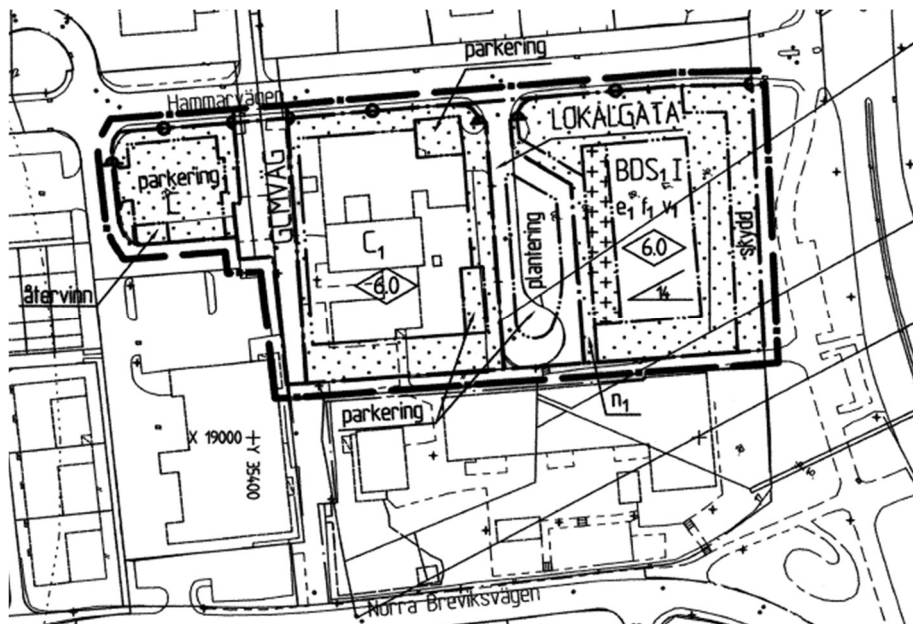 parkering
Hammarvägen
LOKALGATA
parkering
GCMVÄG
BDS₁ I
e₁ f₁ v₁
plantering
C₁
6.0
skydd
6.0
14
återvinn
parkering
n₁
X 19000
Y 35400
Norra Breviksvägen